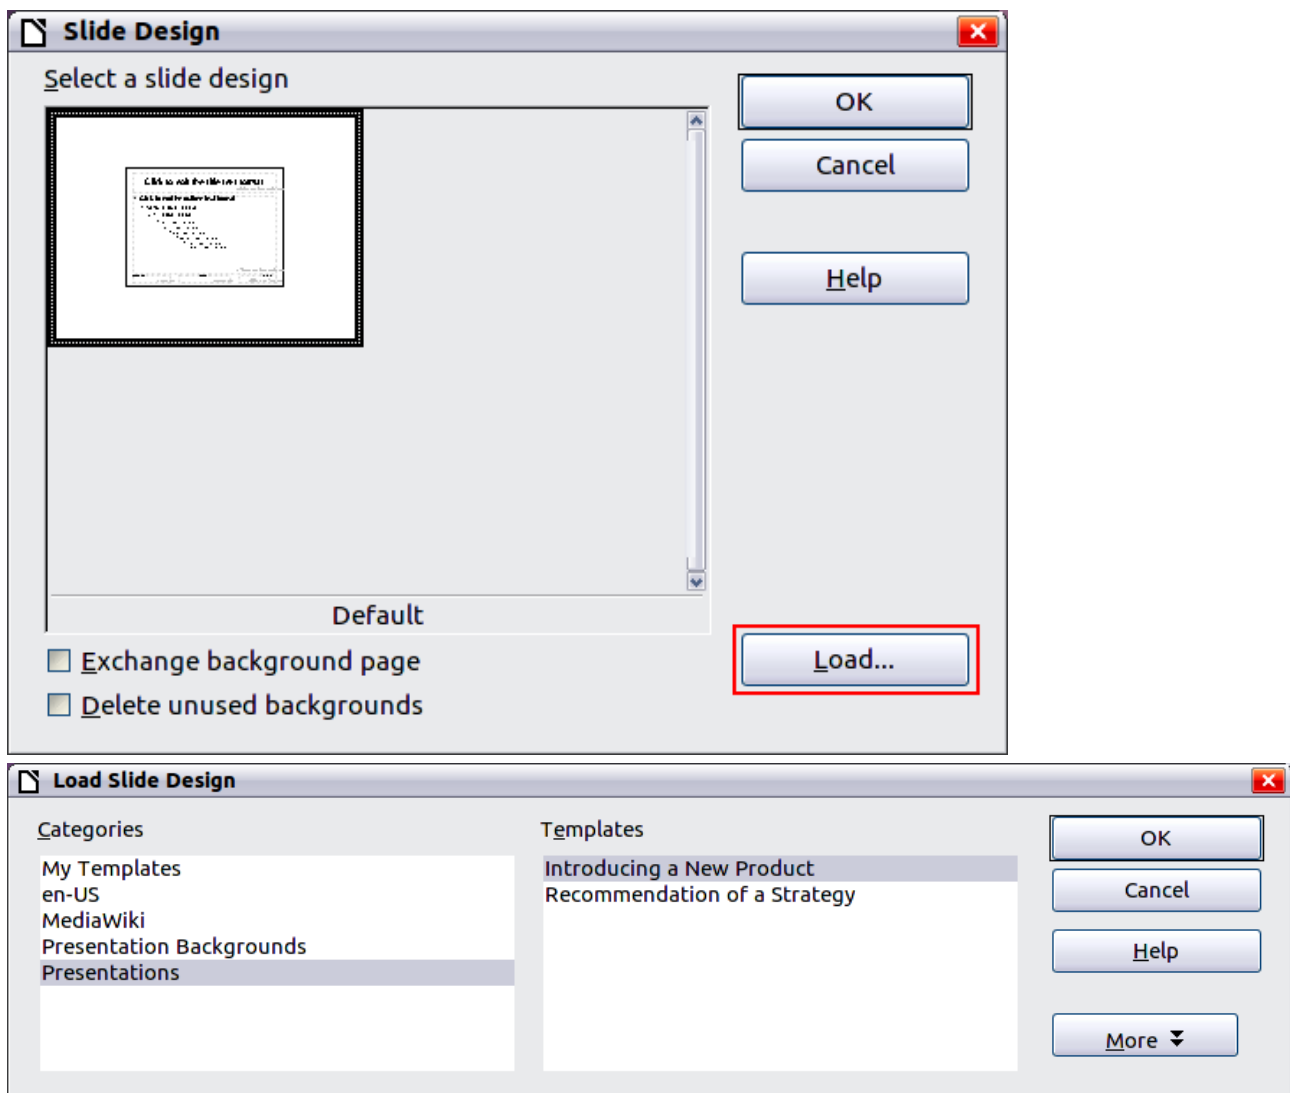 Slide Design
Select a slide design
OK
Cancel
Help
Default
Exchange background page
Delete unused backgrounds
Load...
Load Slide Design
Categories
My Templates
en-US
MediaWiki
Presentation Backgrounds
Presentations
Templates
Introducing a New Product
Recommendation of a Strategy
OK
Cancel
Help
More